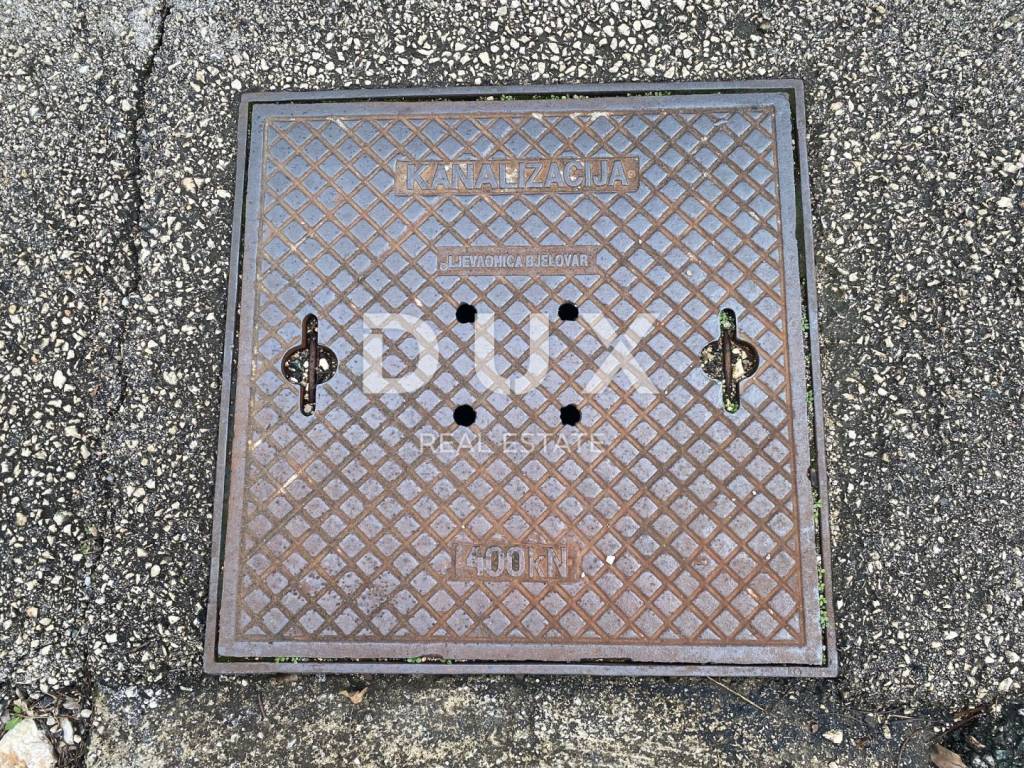 KANALIZACIJA
LJEVAONICA BJELOVAR
DUX
REAL ESTATE
400kN